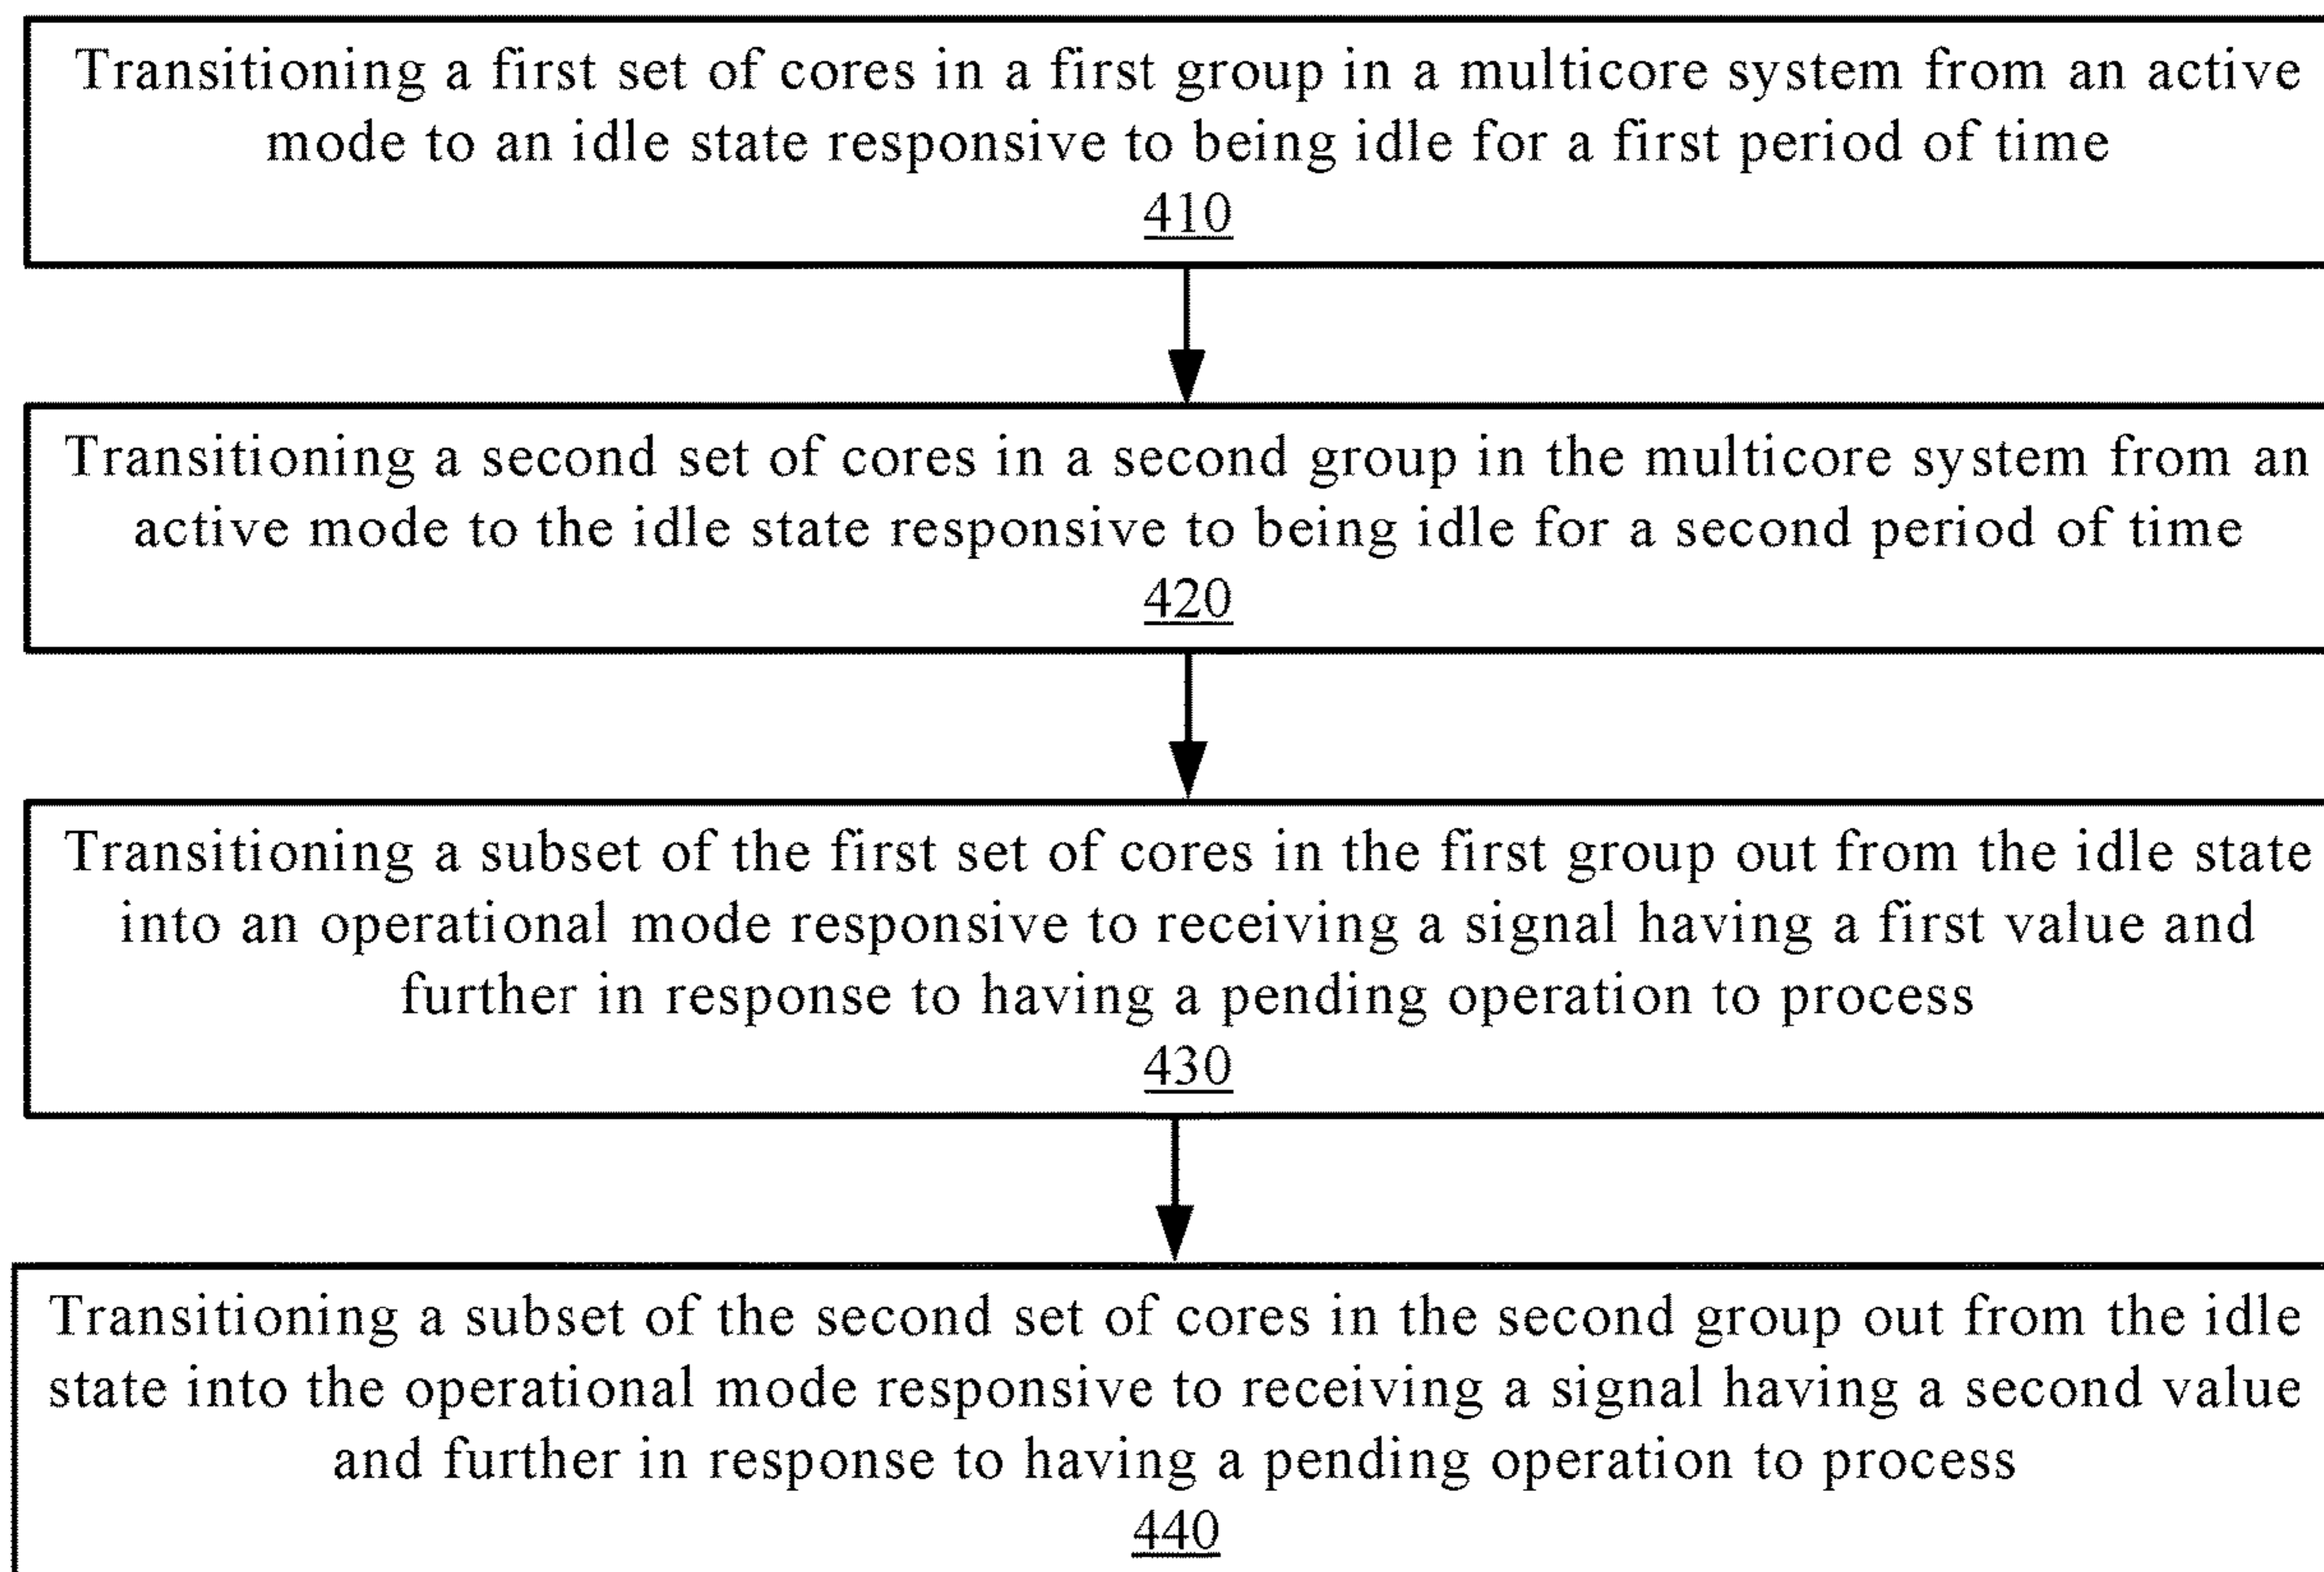 Transitioning a first set of cores in a first group in a multicore system from an active
mode to an idle state responsive to being idle for a first period of time
410
Transitioning a second set of cores in a second group in the multicore system from an
active mode to the idle state responsive to being idle for a second period of time
420
Transitioning a subset of the first set of cores in the first group out from the idle state
into an operational mode responsive to receiving a signal having a first value and
further in response to having a pending operation to process
430
Transitioning a subset of the second set of cores in the second group out from the idle
state into the operational mode responsive to receiving a signal having a second value
and further in response to having a pending operation to process
440